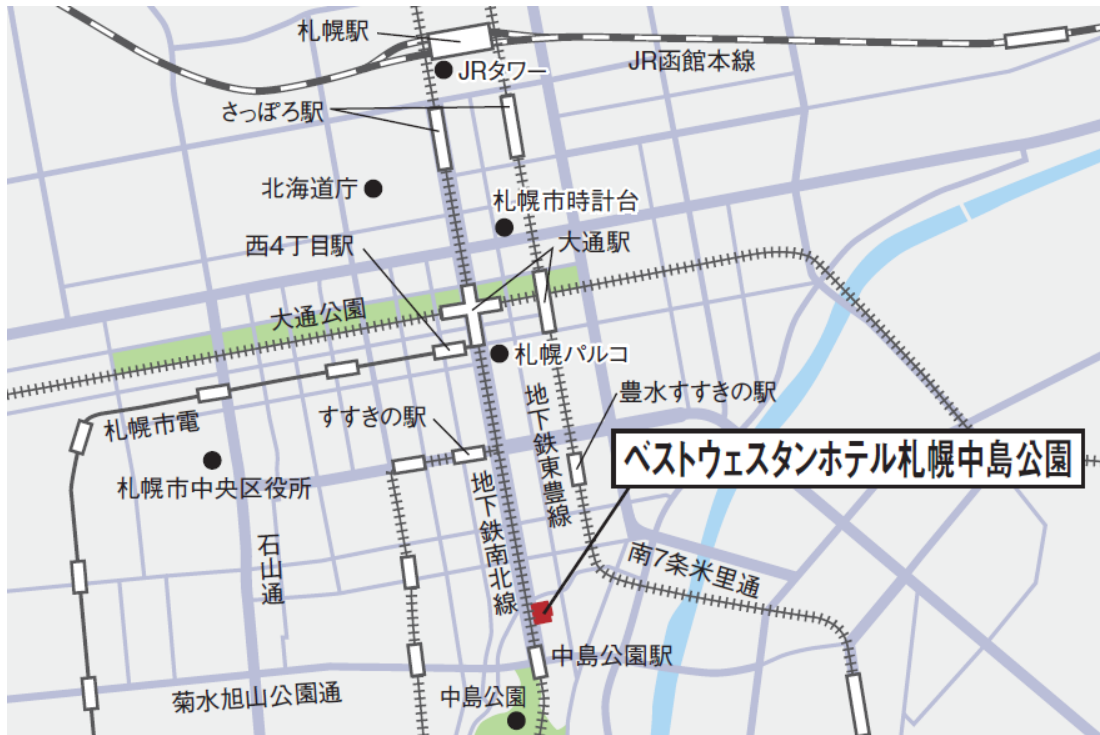 札幌駅
JRタワー
JR函館本線
さっぽろ駅
北海道庁
札幌市時計台
西4丁目駅
大通駅
大通公園
札幌パルコ
地下鉄東豊線
豊水すすきの駅
すすきの駅
札幌市電
ベストウェスタンホテル札幌中島公園
札幌市中央区役所
地下鉄南北線
石山通
南7条米里通
中島公園駅
菊水旭山公園通
中島公園